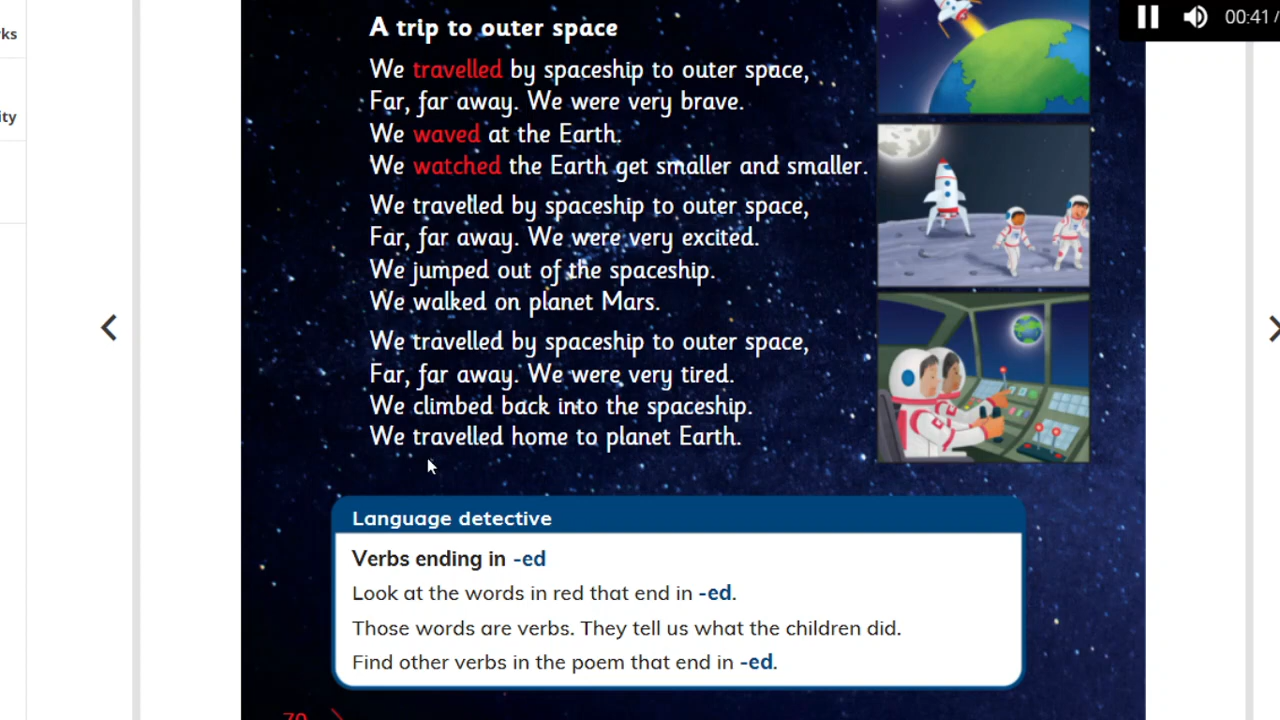 rks
ity
00:41 /
A trip to outer space
We travelled by spaceship to outer space,
Far, far away. We were very brave.
We waved at the Earth.
We watched the Earth get smaller and smaller.
We travelled by spaceship to outer space,
Far, far away. We were very excited.
We jumped out of the spaceship.
We walked on planet Mars.
We travelled by spaceship to outer space,
Far, far away. We were very tired.
We climbed back into the spaceship.
We travelled home to planet Earth.
Language detective
Verbs ending in -ed
Look at the words in red that end in -ed.
Those words are verbs. They tell us what the children did.
Find other verbs in the poem that end in -ed.
70